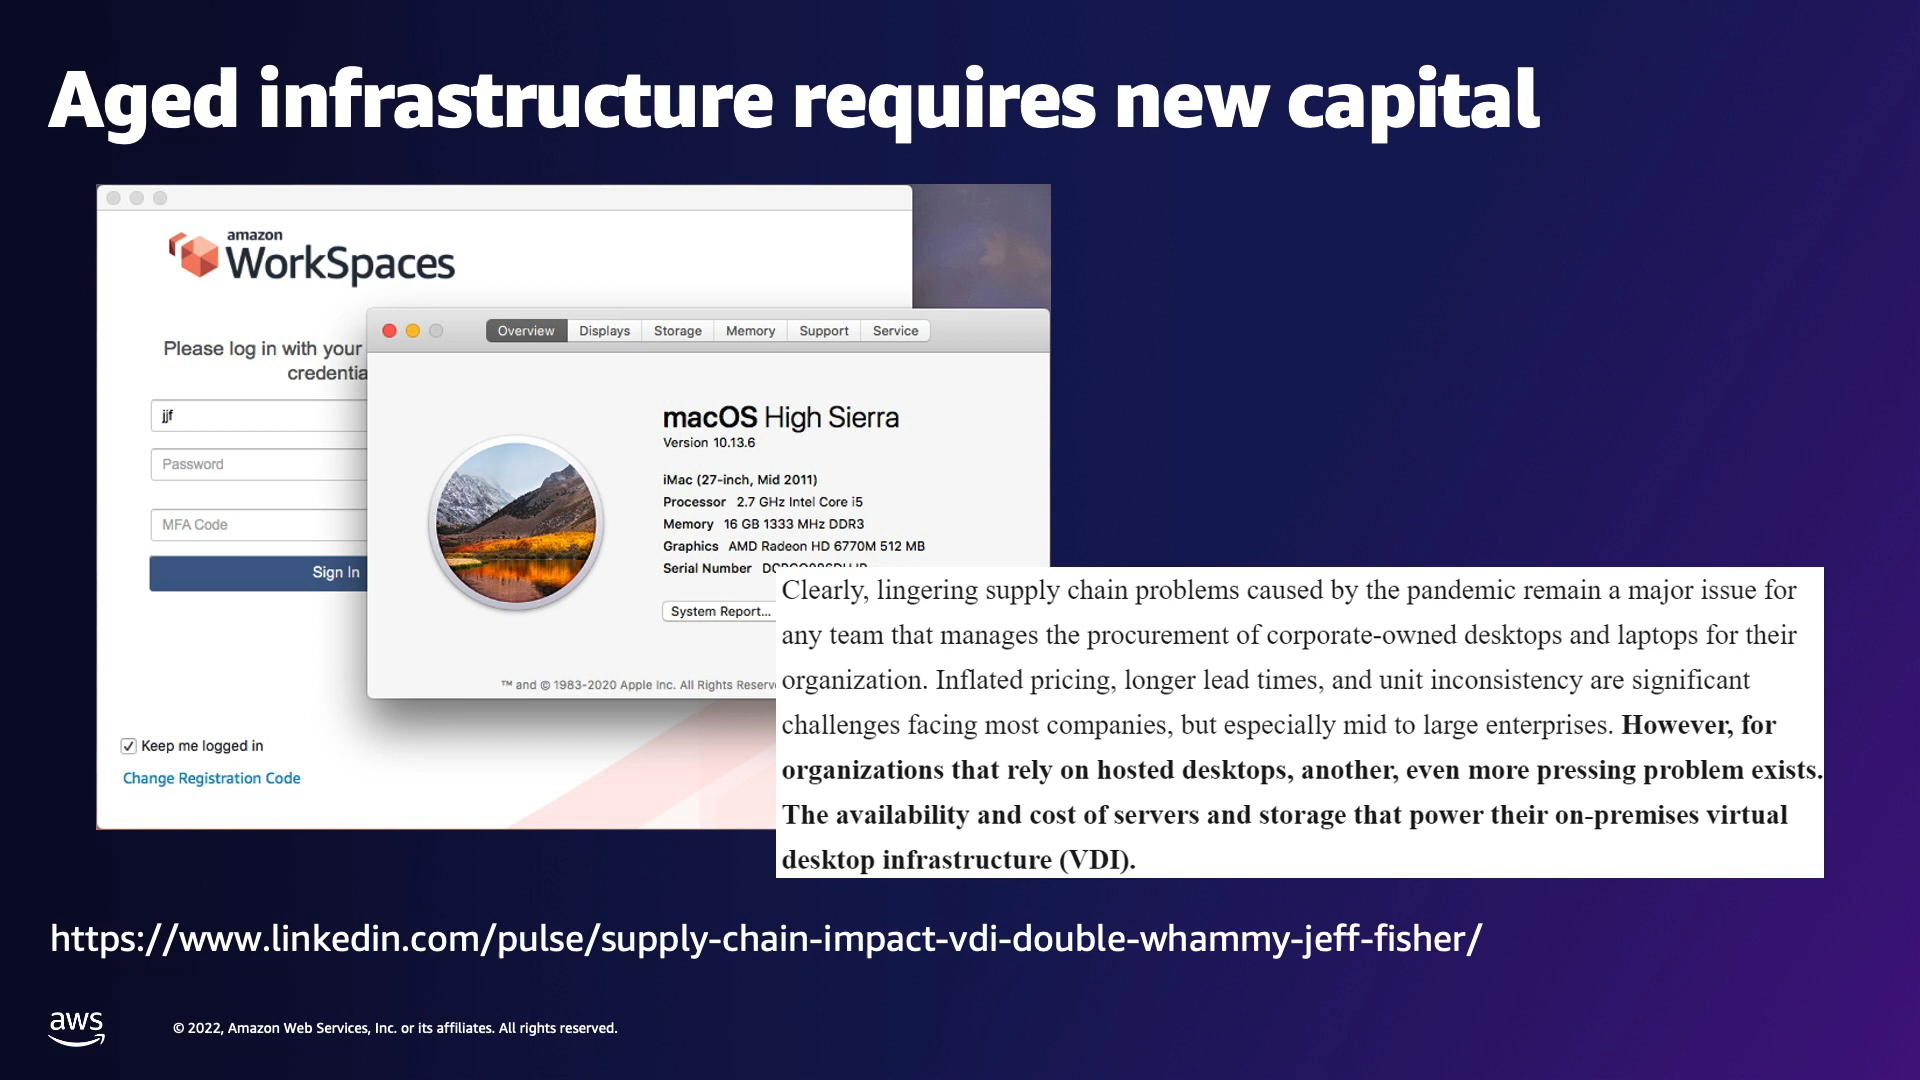 Aged infrastructure requires new capital
amazon
WorkSpaces
Please log in with your
jjf
Password
MFA Code
Sign In
Keep me logged in
Change Registration Code
Overview Displays Storage Memory Support Service
macOS High Sierra
Version 10.13.6
iMac (27-inch, Mid 2011)
Processor 2.7 GHz Intel Core i5
Memory 16 GB 1333 MHz DDR3
Graphics AMD Radeon HD 6770M 512 MB
Serial Number
System Report...
™ and © 1983-2020 Apple Inc. All Rights
Clearly, lingering supply chain problems caused by the pandemic remain a major issue for
any team that manages the procurement of corporate-owned desktops and laptops for their
organization. Inflated pricing, longer lead times, and unit inconsistency are significant
challenges facing most companies, but especially mid to large enterprises. However, for
organizations that rely on hosted desktops, another, even more pressing problem exists.
The availability and cost of servers and storage that power their on-premises virtual
desktop infrastructure (VDI).
https://www.linkedin.com/pulse/supply-chain-impact-vdi-double-whammy-jeff-fisher/
aws
© 2022, Amazon Web Services, Inc. or its affiliates. All rights reserved.